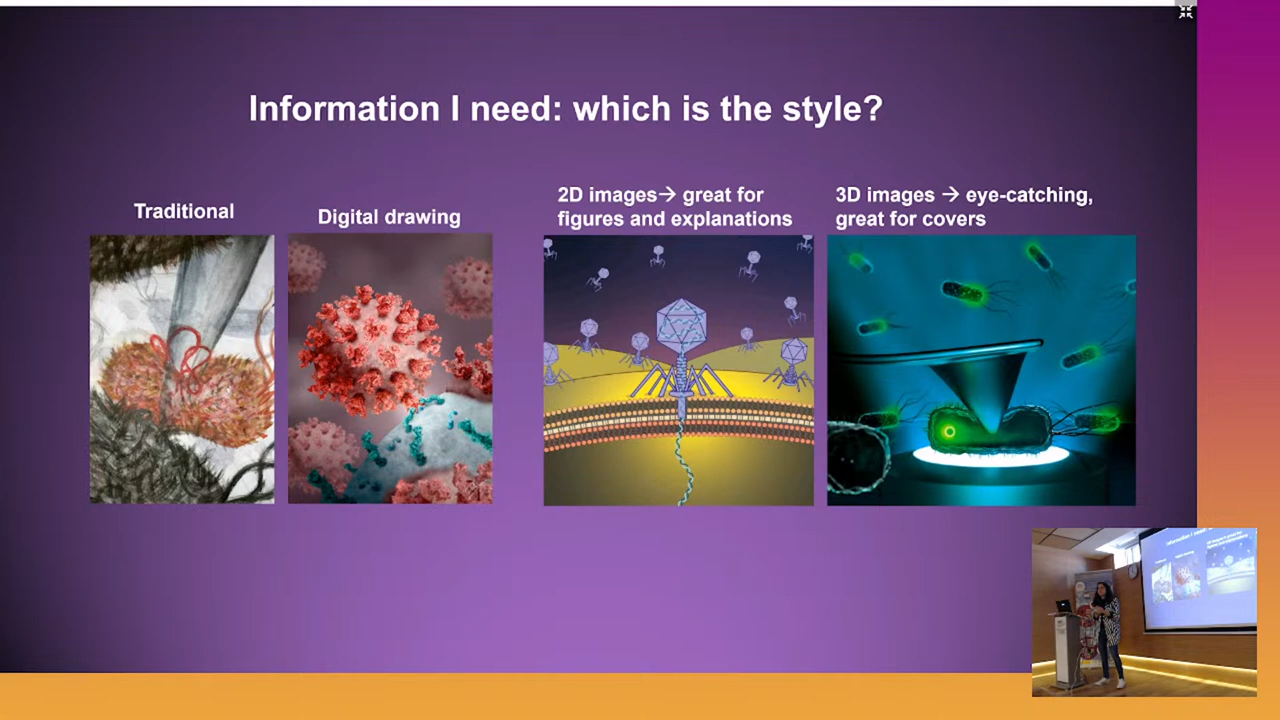 Information I need: which is the style?
Traditional
Digital drawing
2D images→ great for
figures and explanations
3D images → eye-catching,
great for covers